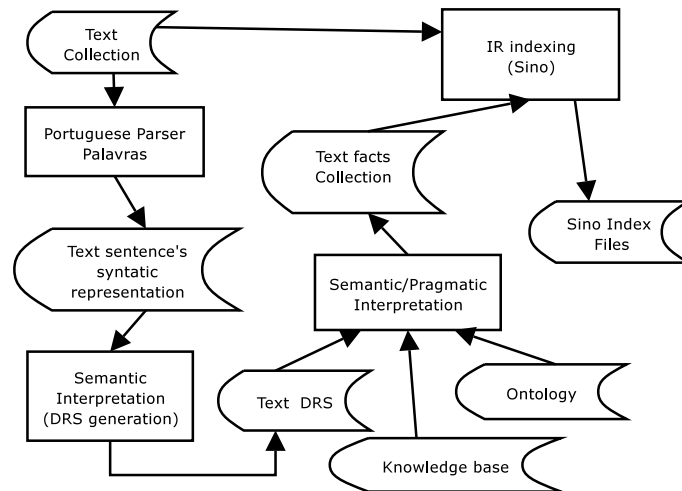 Text
Collection
IR indexing
(Sino)
Portuguese Parser
Palavras
Text facts
Collection
Sino Index
Files
Text sentence's
syntatic
representation
Semantic/Pragmatic
Interpretation
Semantic
Interpretation
(DRS generation)
Text DRS
Ontology
Knowledge base